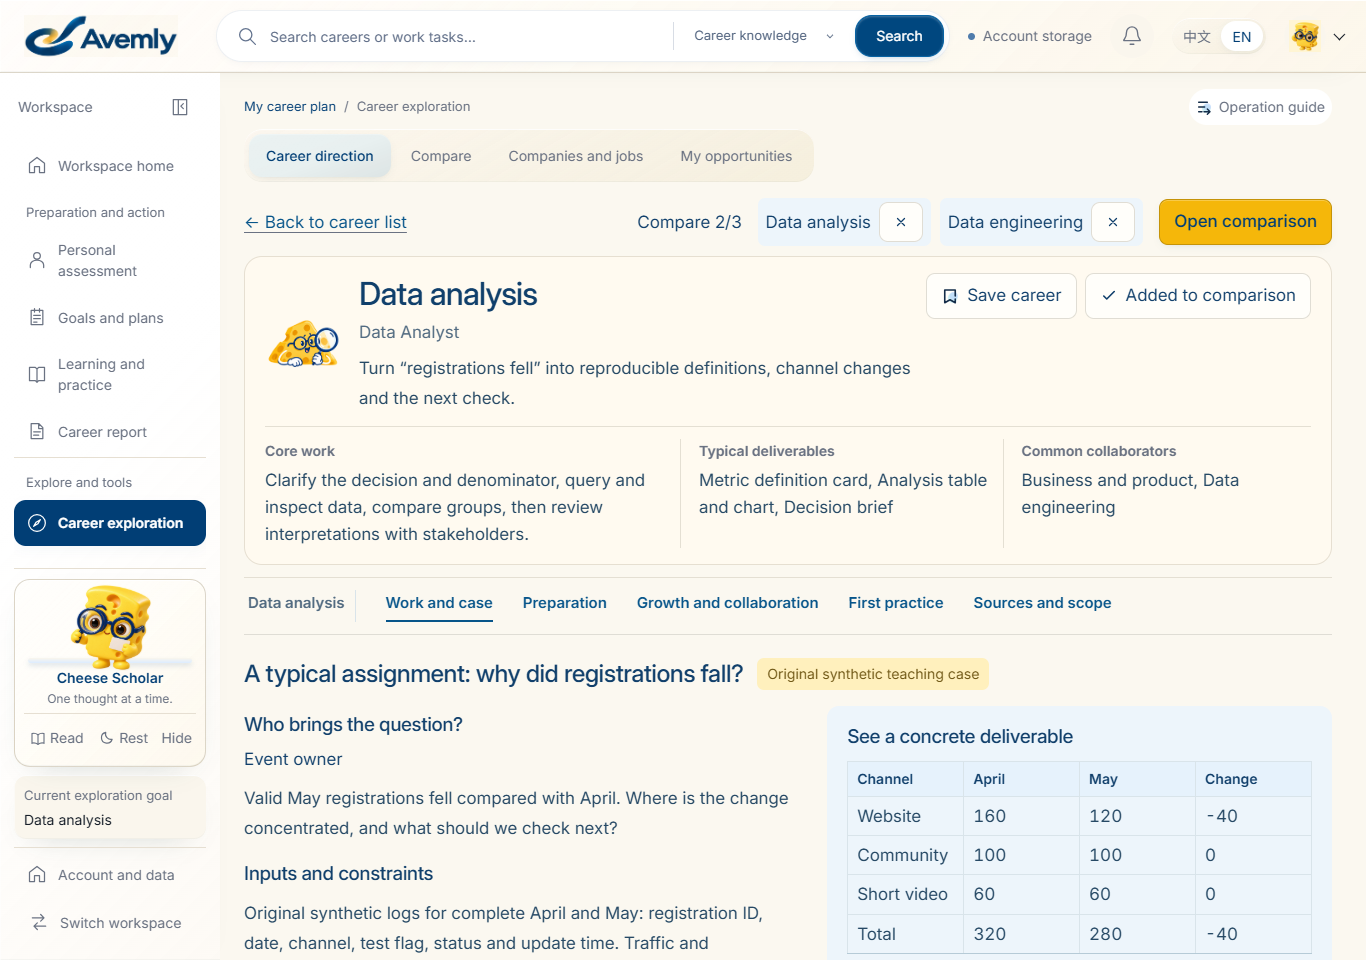 Avemly
Search careers or work tasks...
Career knowledge
Search
Account storage
中文
EN
Workspace
Workspace home
Preparation and action
Personal
assessment
Goals and plans
Learning and
practice
Career report
Explore and tools
Career exploration
Cheese Scholar
One thought at a time.
Read
Rest
Hide
Current exploration goal
Data analysis
Account and data
Switch workspace
My career plan / Career exploration
Operation guide
Career direction
Compare
Companies and jobs
My opportunities
← Back to career list
Compare 2/3
Data analysis ×
Data engineering ×
Open comparison
Data analysis
Data Analyst
Turn “registrations fell” into reproducible definitions, channel changes
and the next check.
Save career
Added to comparison
Core work
Clarify the decision and denominator, query and
inspect data, compare groups, then review
interpretations with stakeholders.
Typical deliverables
Metric definition card, Analysis table
and chart, Decision brief
Common collaborators
Business and product, Data
engineering
Data analysis
Work and case
Preparation
Growth and collaboration
First practice
Sources and scope
A typical assignment: why did registrations fall?
Original synthetic teaching case
Who brings the question?
Event owner
Valid May registrations fell compared with April. Where is the change
concentrated, and what should we check next?
Inputs and constraints
Original synthetic logs for complete April and May: registration ID,
date, channel, test flag, status and update time. Traffic and
See a concrete deliverable
Channel April May Change
Website 160 120 -40
Community 100 100 0
Short video 60 60 0
Total 320 280 -40